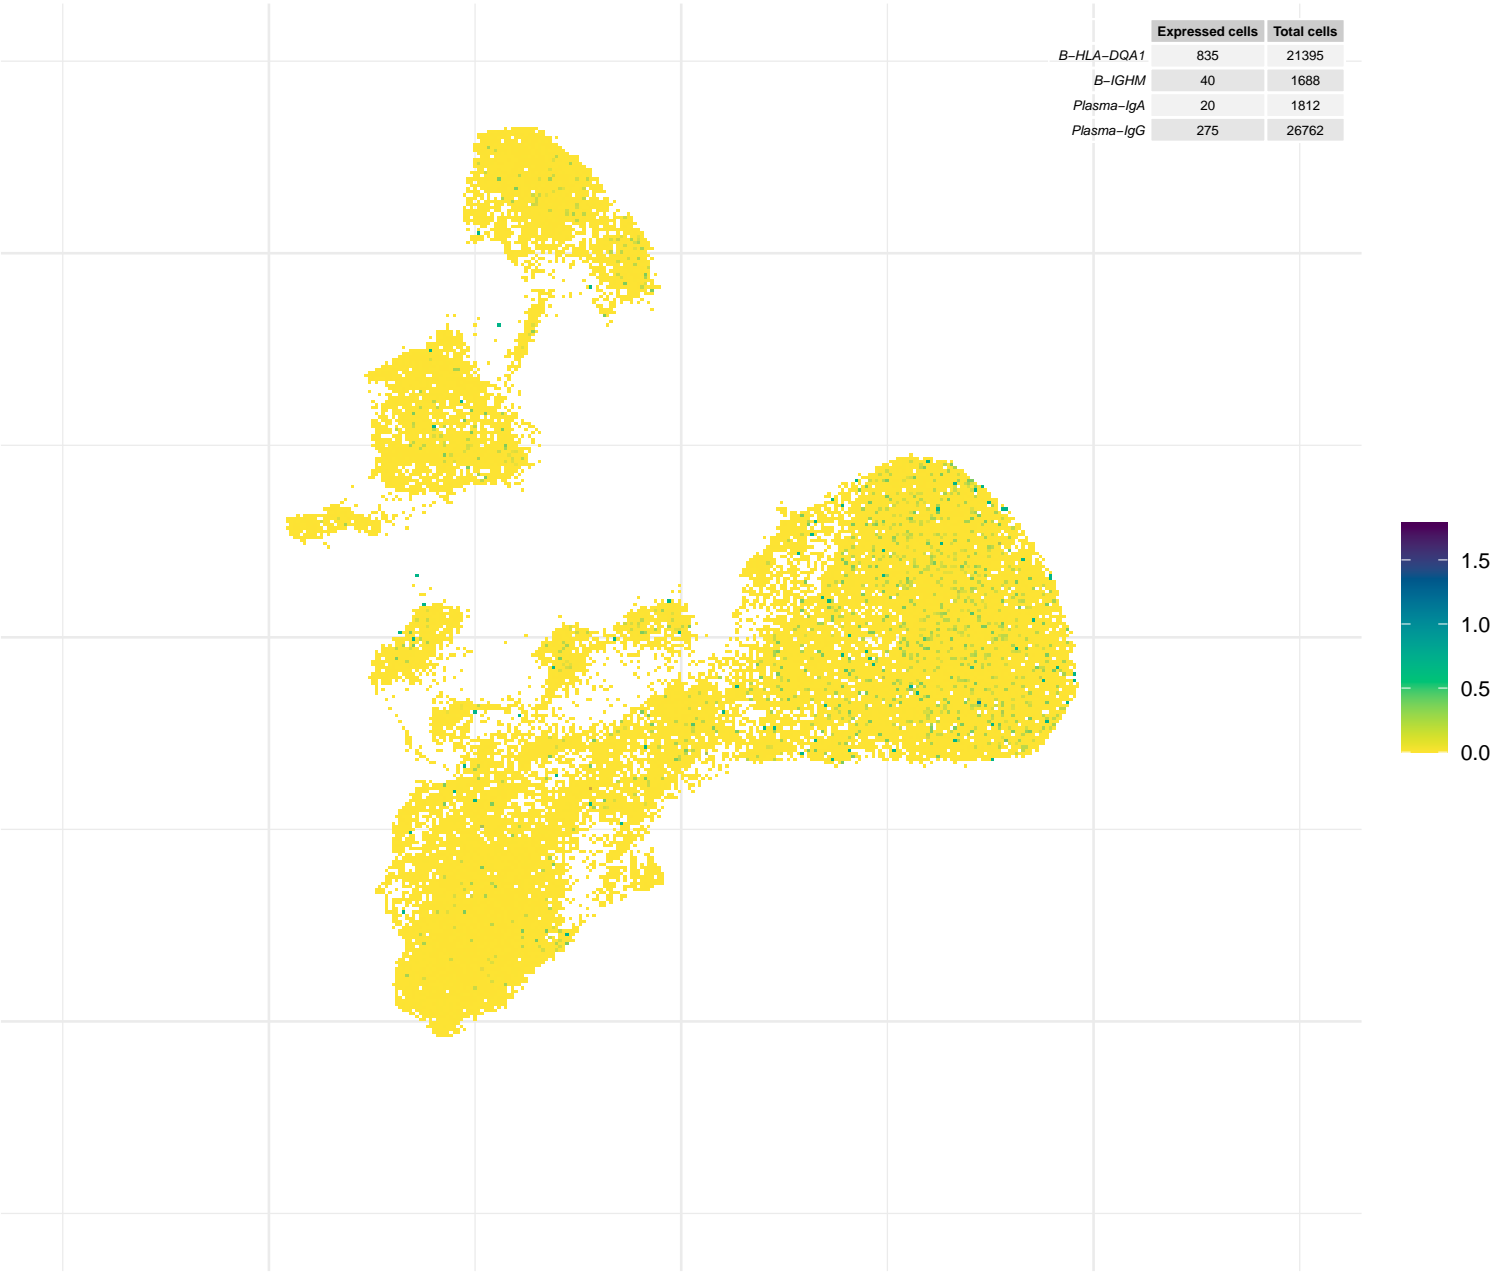 Expressed cells Total cells
B−HLA−DQA1 835 21395
B−IGHM 40 1688
Plasma−IgA 20 1812
Plasma−IgG 275 26762
1.5
1.0
0.5
0.0